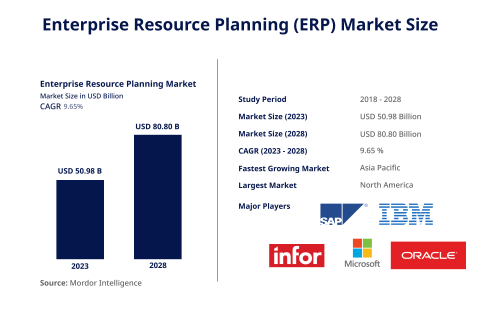 Enterprise Resource Planning (ERP) Market Size
Enterprise Resource Planning Market
Market Size in USD Billion
CAGR 9.65%
USD 50.98 B
USD 80.80 B
2023
2028
Source: Mordor Intelligence
Study Period 2018 - 2028
Market Size (2023) USD 50.98 Billion
Market Size (2028) USD 80.80 Billion
CAGR (2023 - 2028) 9.65 %
Fastest Growing Market Asia Pacific
Largest Market North America
Major Players
SAP ®
IBM
infor
Microsoft
ORACLE